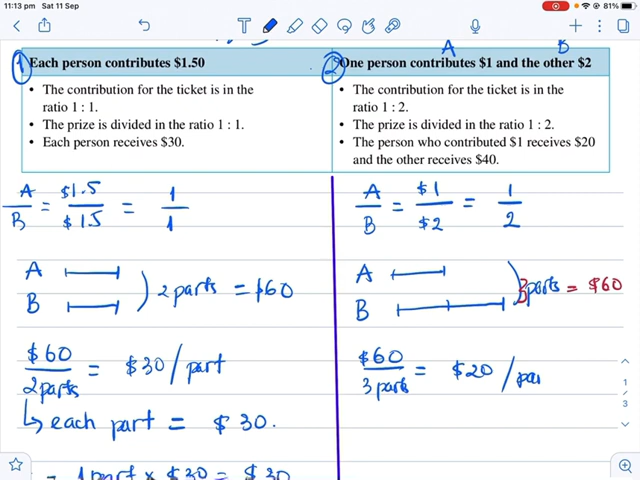 11:13 pm Sat 11 Sep
81%
T
A
B
1 Each person contributes $1.50
• The contribution for the ticket is in the
ratio 1 : 1.
• The prize is divided in the ratio 1 : 1.
• Each person receives $30.
2 One person contributes $1 and the other $2
• The contribution for the ticket is in the
ratio 1 : 2.
• The prize is divided in the ratio 1 : 2.
• The person who contributed $1 receives $20
and the other receives $40.
A/B = $1.5/$1.5 = 1/1
A
B
2 parts = $60
$60/2 parts = $30 / part
↳ each part = $30.
1 part × $30 = $30
A/B = $1/$2 = 1/2
A
B
3 parts = $60
$60/3 parts = $20 / par
1
3